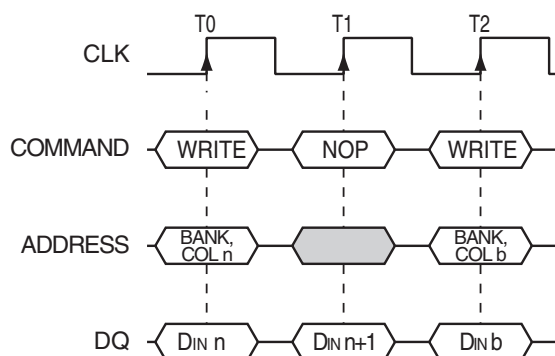 T0 T1 T2
CLK
COMMAND WRITE NOP WRITE
ADDRESS BANK, COL n BANK, COL b
DQ DIN n DIN n+1 DIN b